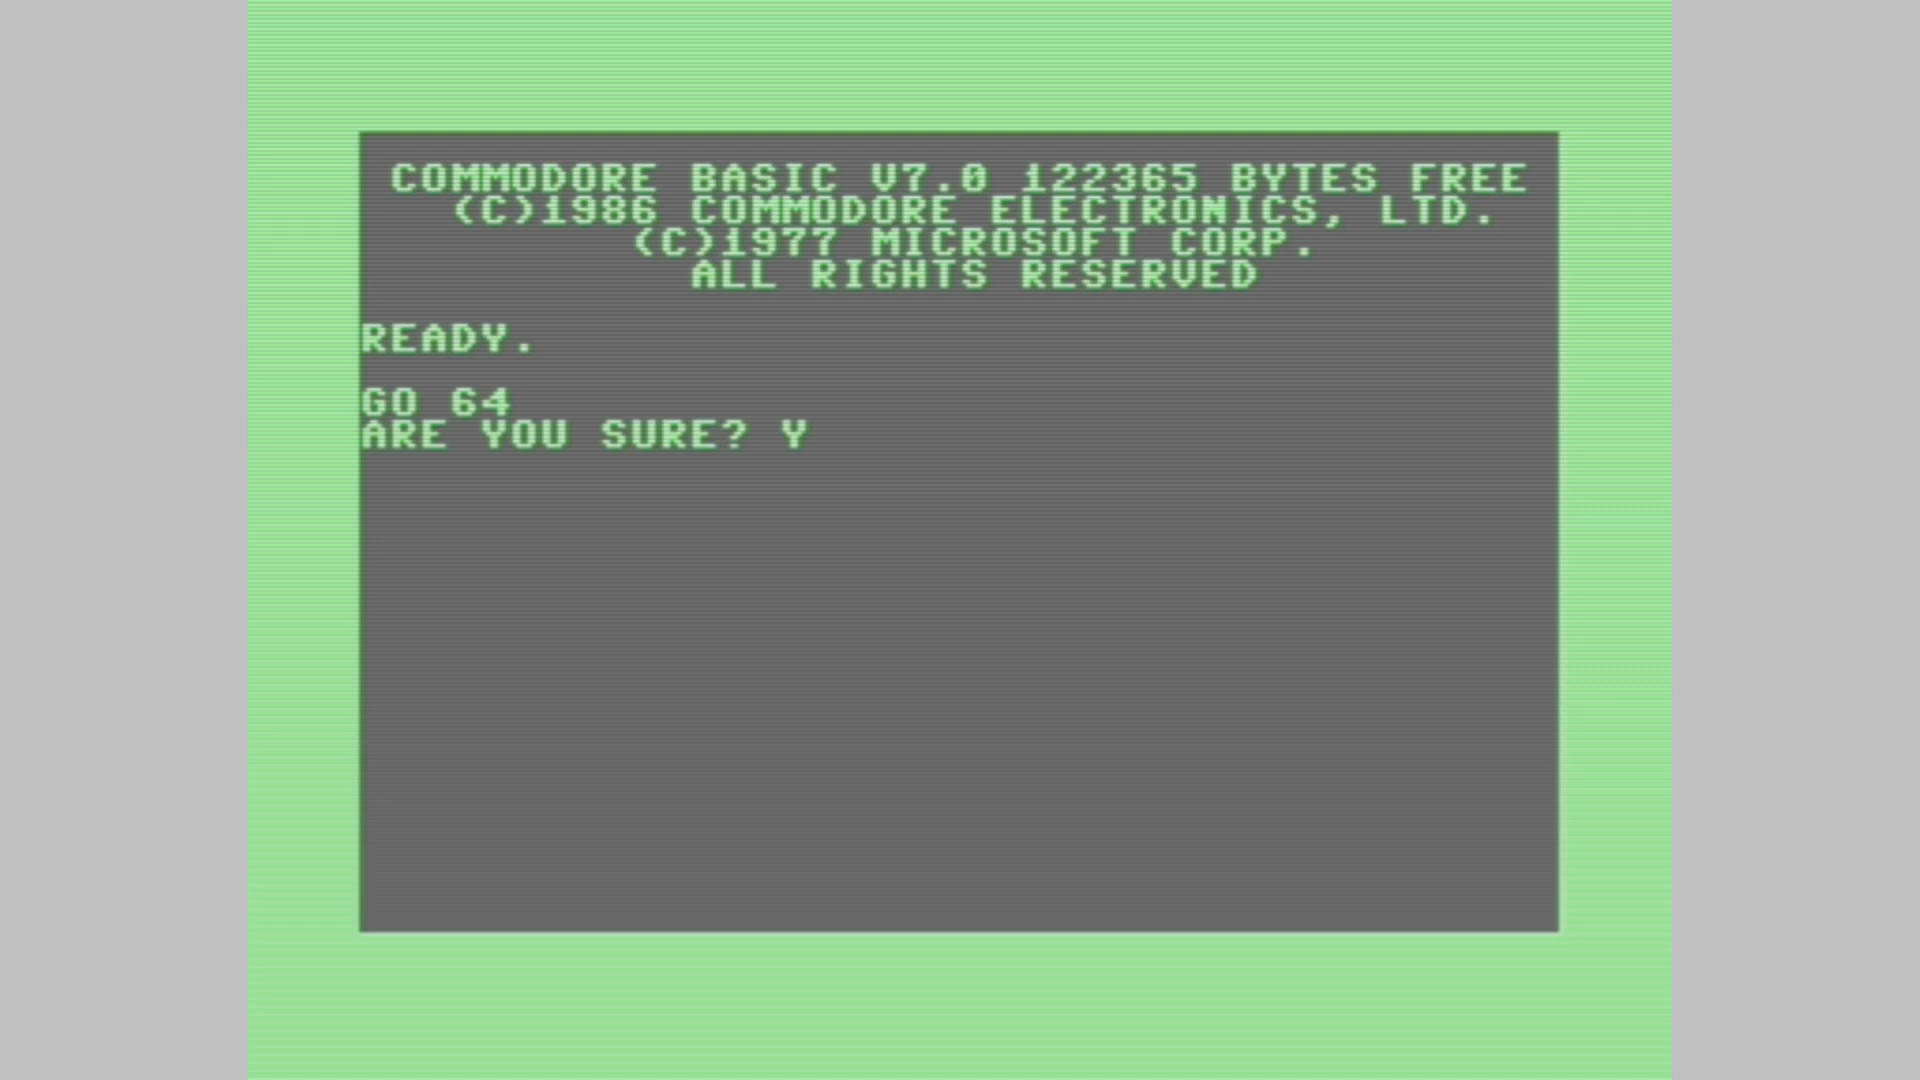 COMMODORE BASIC V7.0 122365 BYTES FREE
(C)1986 COMMODORE ELECTRONICS, LTD.
(C)1977 MICROSOFT CORP.
ALL RIGHTS RESERVED
READY.
GO 64
ARE YOU SURE? Y